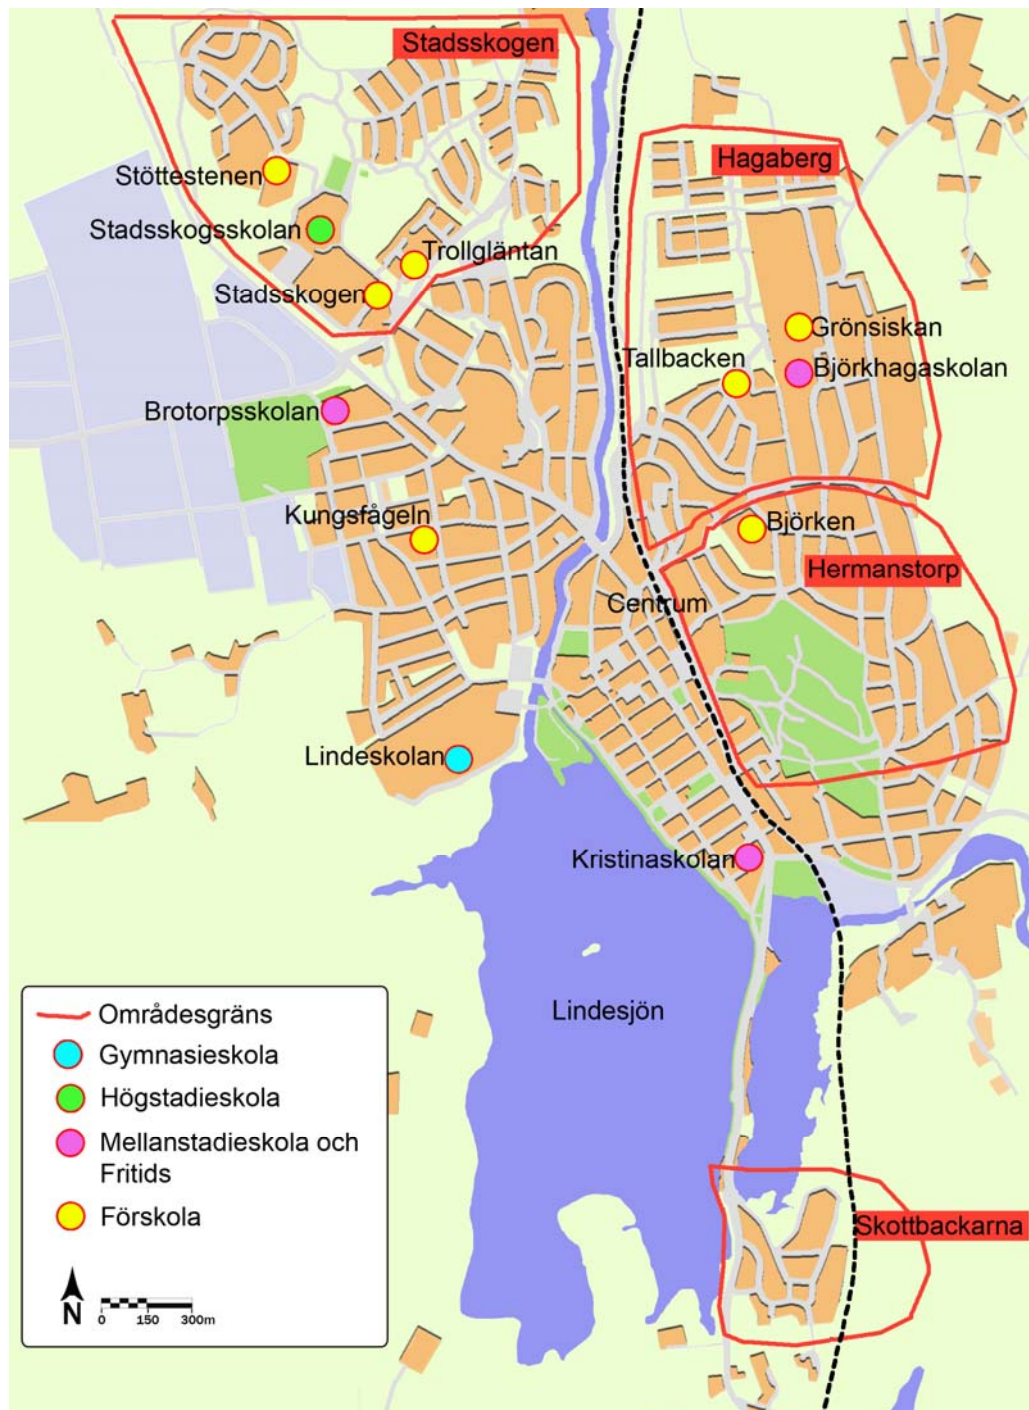 Stadsskogen
Hagaberg
Stöttestenen
Stadsskogsskolan
Trollgläntan
Stadsskogen
Grönsiskan
Tallbacken
Björkhagaskolan
Brotorpsskolan
Kungsfågeln
Björken
Hermanstorp
Centrum
Lindeskolan
Kristinaskolan
Lindesjön
Områdesgräns
Gymnasieskola
Högstadieskola
Mellanstadieskola och
Fritids
Förskola
N
0 150 300m
Skottbackarna